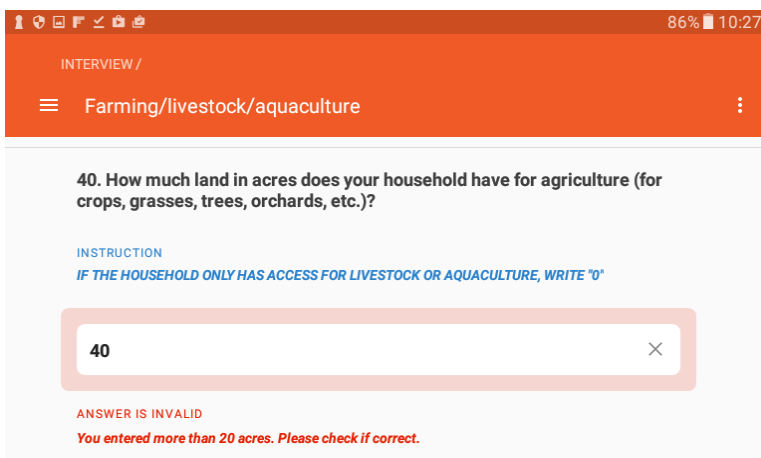 86% 10:27
INTERVIEW /
Farming/livestock/aquaculture
40. How much land in acres does your household have for agriculture (for
crops, grasses, trees, orchards, etc.)?
INSTRUCTION
IF THE HOUSEHOLD ONLY HAS ACCESS FOR LIVESTOCK OR AQUACULTURE, WRITE "0"
40
ANSWER IS INVALID
You entered more than 20 acres. Please check if correct.